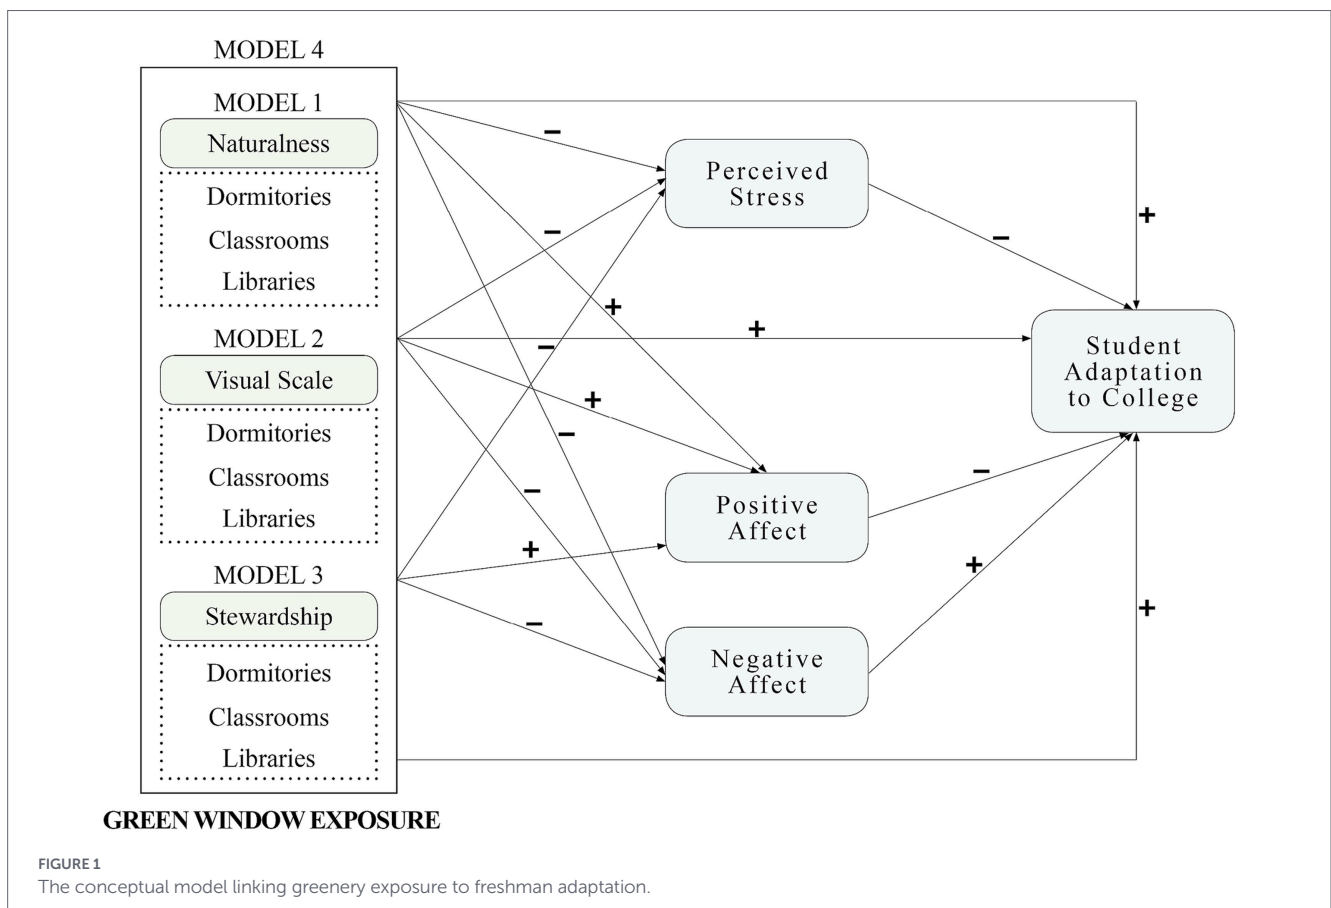 MODEL 4
MODEL 1
Naturalness
Dormitories
Classrooms
Libraries
MODEL 2
Visual Scale
Dormitories
Classrooms
Libraries
MODEL 3
Stewardship
Dormitories
Classrooms
Libraries
GREEN WINDOW EXPOSURE
−
−
+
−
+
−
−
+
−
+
Perceived
Stress
Positive
Affect
Negative
Affect
−
−
+
+
+
Student
Adaptation
to College
FIGURE 1
The conceptual model linking greenery exposure to freshman adaptation.